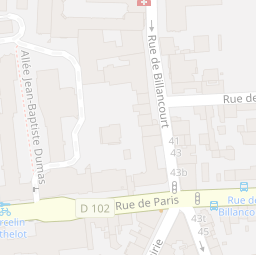 Rue de Billancourt
Allée Jean-Baptiste Dumas
Rue de
41
43
43b
D 102
Rue de Paris
Rue de
Billancour
43t
45